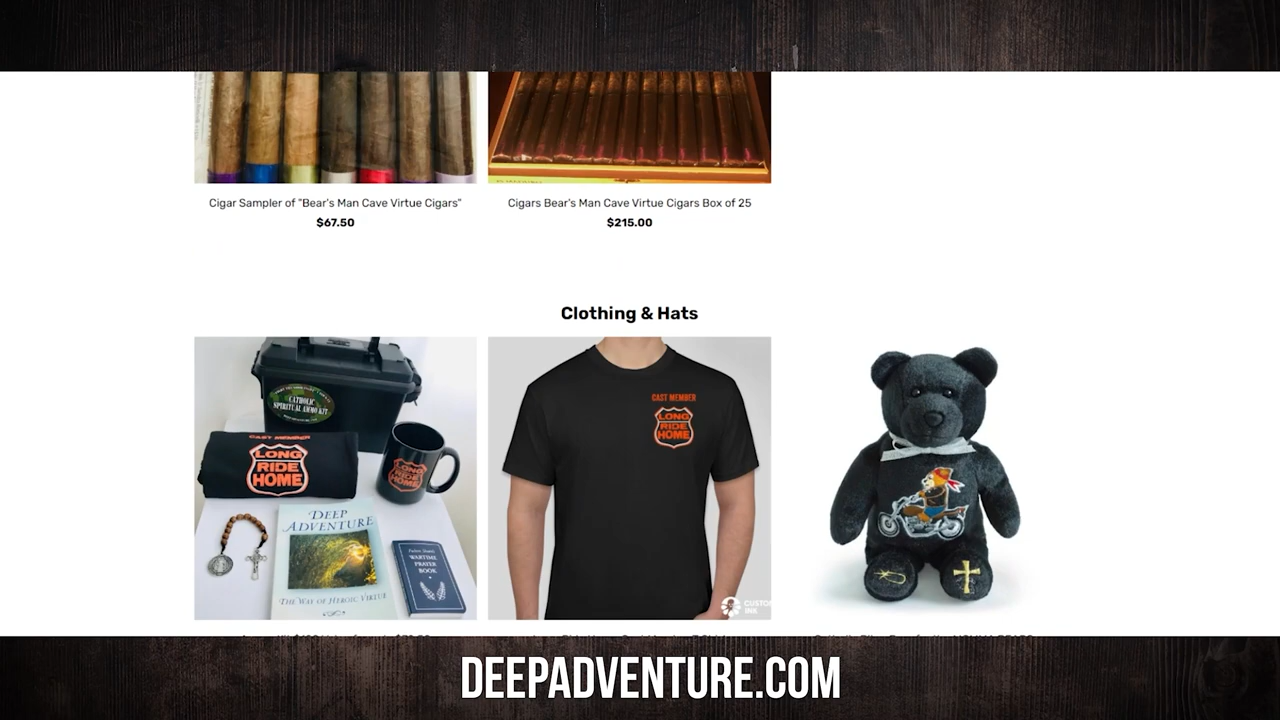 Cigar Sampler of "Bear's Man Cave Virtue Cigars"
$67.50
Cigars Bear's Man Cave Virtue Cigars Box of 25
$215.00
Clothing & Hats
CATHOLIC
SPIRITUAL AMMO KIT
CAST MEMBER
LONG
RIDE
HOME
LONG
RIDE
HOME
DEEP
ADVENTURE
THE WAY OF HEROIC VIRTUE
WARTIME
PRAYER
BOOK
CAST MEMBER
LONG
RIDE
HOME
CUSTOM
INK
DEEPADVENTURE.COM